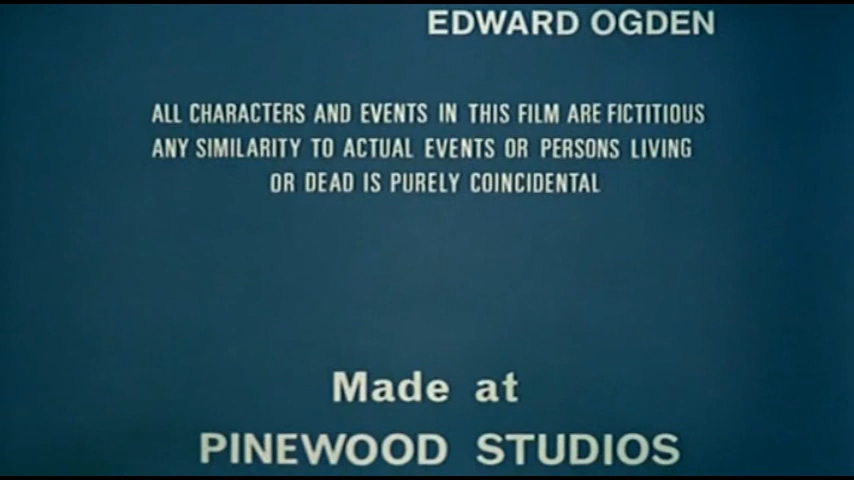 EDWARD OGDEN
ALL CHARACTERS AND EVENTS IN THIS FILM ARE FICTITIOUS
ANY SIMILARITY TO ACTUAL EVENTS OR PERSONS LIVING
OR DEAD IS PURELY COINCIDENTAL
Made at
PINEWOOD STUDIOS